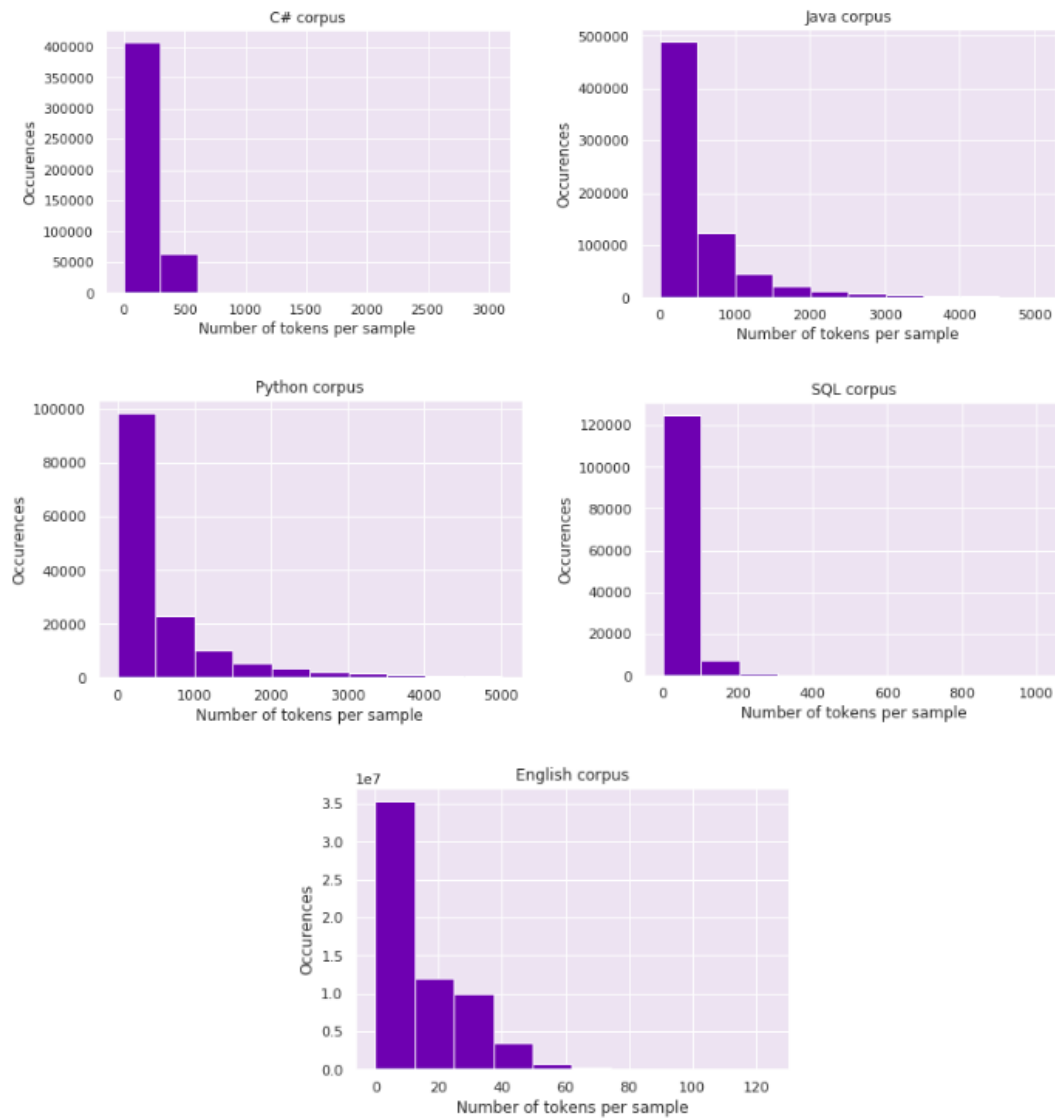 C# corpus
400000
350000
300000
250000
200000
150000
100000
50000
0
Occurences
0 500 1000 1500 2000 2500 3000
Number of tokens per sample
Java corpus
500000
400000
300000
200000
100000
0
Occurences
0 1000 2000 3000 4000 5000
Number of tokens per sample
Python corpus
100000
80000
60000
40000
20000
0
Occurences
0 1000 2000 3000 4000 5000
Number of tokens per sample
SQL corpus
120000
100000
80000
60000
40000
20000
0
Occurences
0 200 400 600 800 1000
Number of tokens per sample
English corpus
1e7
3.5
3.0
2.5
2.0
1.5
1.0
0.5
0.0
Occurences
0 20 40 60 80 100 120
Number of tokens per sample